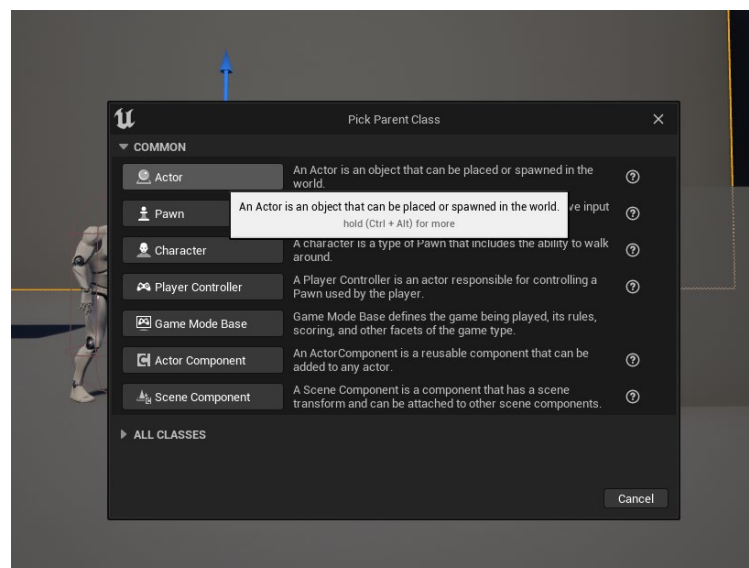 Pick Parent Class
COMMON
Actor
An Actor is an object that can be placed or spawned in the
world.
An Actor is an object that can be placed or spawned in the world.
hold (Ctrl + Alt) for more
Pawn
input
Character
A character is a type of Pawn that includes the ability to walk
around.
Player Controller
A Player Controller is an actor responsible for controlling a
Pawn used by the player.
Game Mode Base
Game Mode Base defines the game being played, its rules,
scoring, and other facets of the game type.
Actor Component
An ActorComponent is a reusable component that can be
added to any actor.
Scene Component
A Scene Component is a component that has a scene
transform and can be attached to other scene components.
ALL CLASSES
Cancel